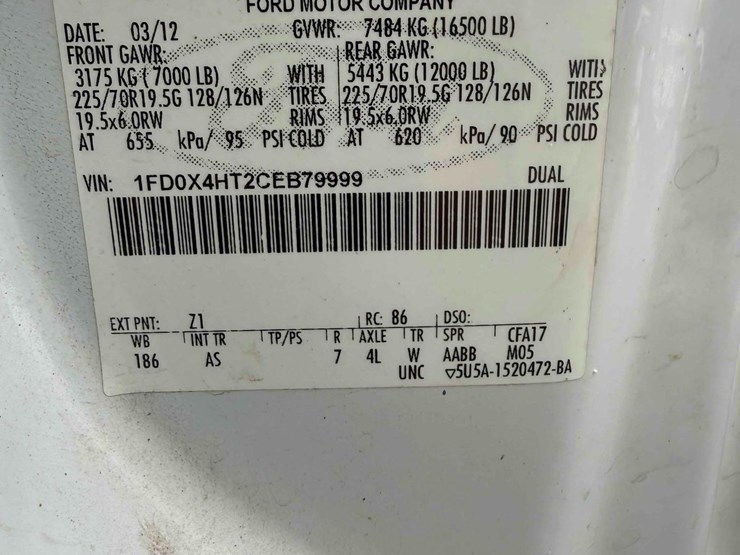 FORD MOTOR COMPANY
DATE: 03/12 GVWR: 7484 KG (16500 LB)
FRONT GAWR: REAR GAWR:
3175 KG (7000 LB) WITH 5443 KG (12000 LB) WITH
225/70R19.5G 128/126N TIRES 225/70R19.5G 128/126N TIRES
19.5x6.0RW RIMS 19.5x6.0RW RIMS
AT 655 kPa/ 95 PSI COLD AT 620 kPa/ 90 PSI COLD
VIN: 1FD0X4HT2CEB79999 DUAL
EXT PNT: Z1 RC: 86 DSO:
WB INT TR TP/PS R AXLE TR SPR CFA17
186 AS 7 4L W AABB M05
UNC ▽5U5A-1520472-BA